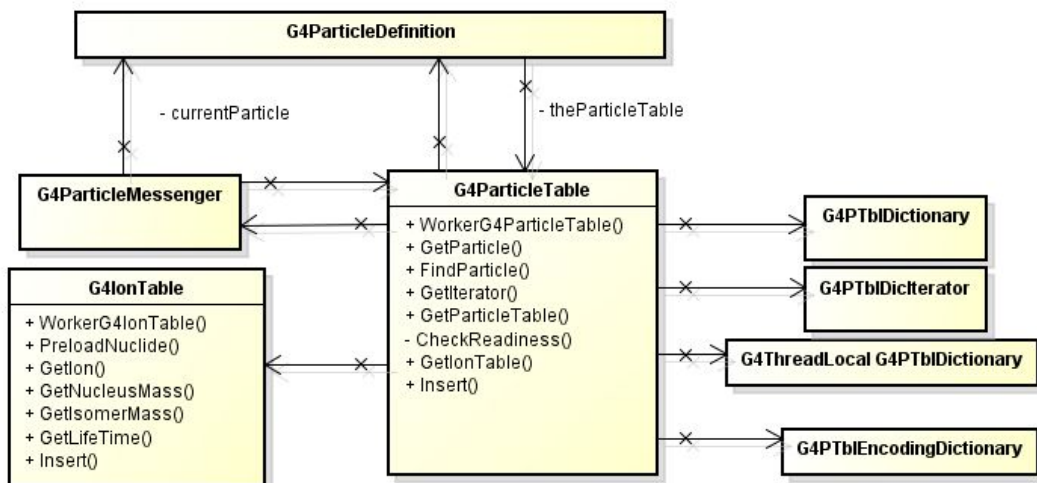 G4ParticleDefinition
- currentParticle
- theParticleTable
G4ParticleMessenger
G4ParticleTable
+ WorkerG4ParticleTable()
+ GetParticle()
+ FindParticle()
+ GetIterator()
+ GetParticleTable()
- CheckReadiness()
+ GetIonTable()
+ Insert()
G4PTblDictionary
G4PTblDicIterator
G4ThreadLocal G4PTblDictionary
G4PTblEncodingDictionary
G4IonTable
+ WorkerG4IonTable()
+ PreloadNuclide()
+ GetIon()
+ GetNucleusMass()
+ GetIsomerMass()
+ GetLifeTime()
+ Insert()